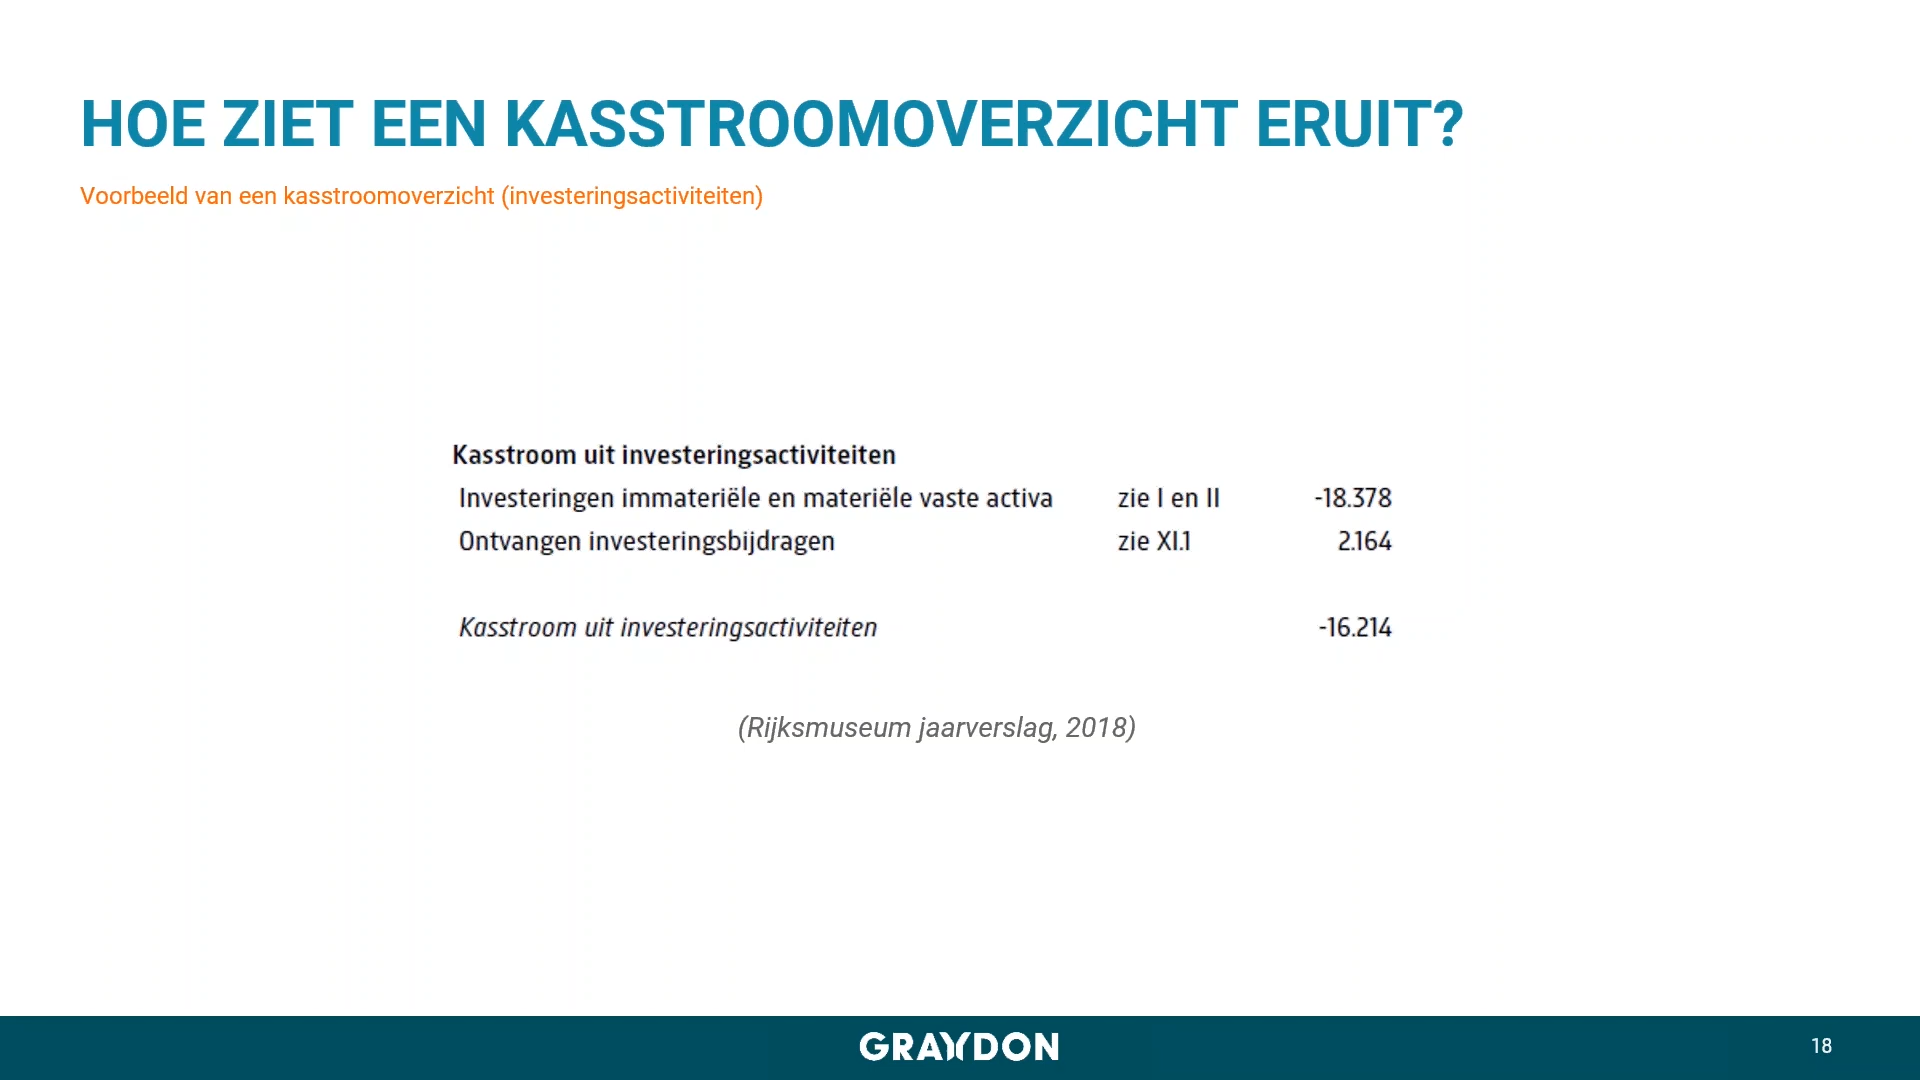 HOE ZIET EEN KASSTROOMOVERZICHT ERUIT?
Voorbeeld van een kasstroomoverzicht (investeringsactiviteiten)
Kasstroom uit investeringsactiviteiten
Investeringen immateriële en materiële vaste activa zie I en II -18.378
Ontvangen investeringsbijdragen zie XI.1 2.164
Kasstroom uit investeringsactiviteiten -16.214
(Rijksmuseum jaarverslag, 2018)
GRAYDON
18